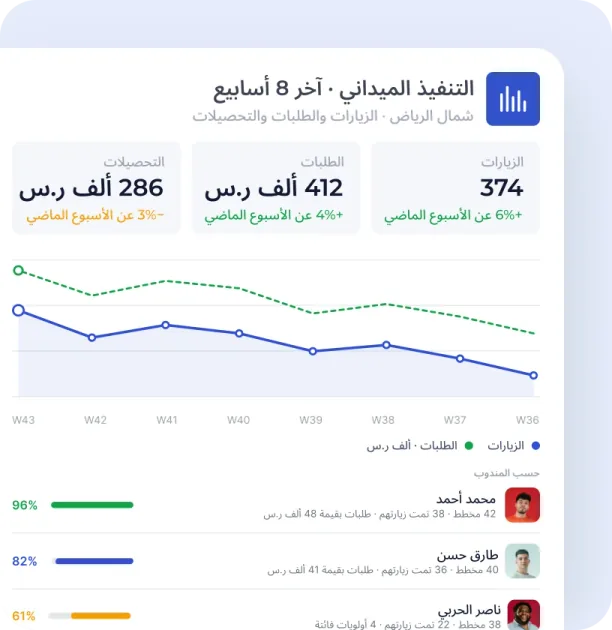 التنفيذ الميداني · آخر 8 أسابيع
شمال الرياض · الزيارات والطلبات والتحصيلات
الزيارات
374
+6% عن الأسبوع الماضي
الطلبات
412 ألف ر.س
+4% عن الأسبوع الماضي
التحصيلات
286 ألف ر.س
−3% عن الأسبوع الماضي
W36 W37 W38 W39 W40 W41 W42 W43
الزيارات الطلبات · ألف ر.س
حسب المندوب
محمد أحمد
42 مخطط · 38 تمت زيارتهم · طلبات بقيمة 48 ألف ر.س
96%
طارق حسن
40 مخطط · 36 تمت زيارتهم · طلبات بقيمة 41 ألف ر.س
82%
ناصر الحربي
38 مخطط · 22 تمت زيارتهم · 4 أولويات فائتة
61%